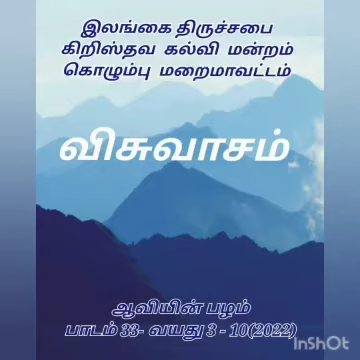 இலங்கை திருச்சபை
கிறிஸ்தவ கல்வி மன்றம்
கொழும்பு மறைமாவட்டம்
விசுவாசம்
ஆவியின் பழம்
பாடம் 33- வயது 3 - 10(2022)
InShOt